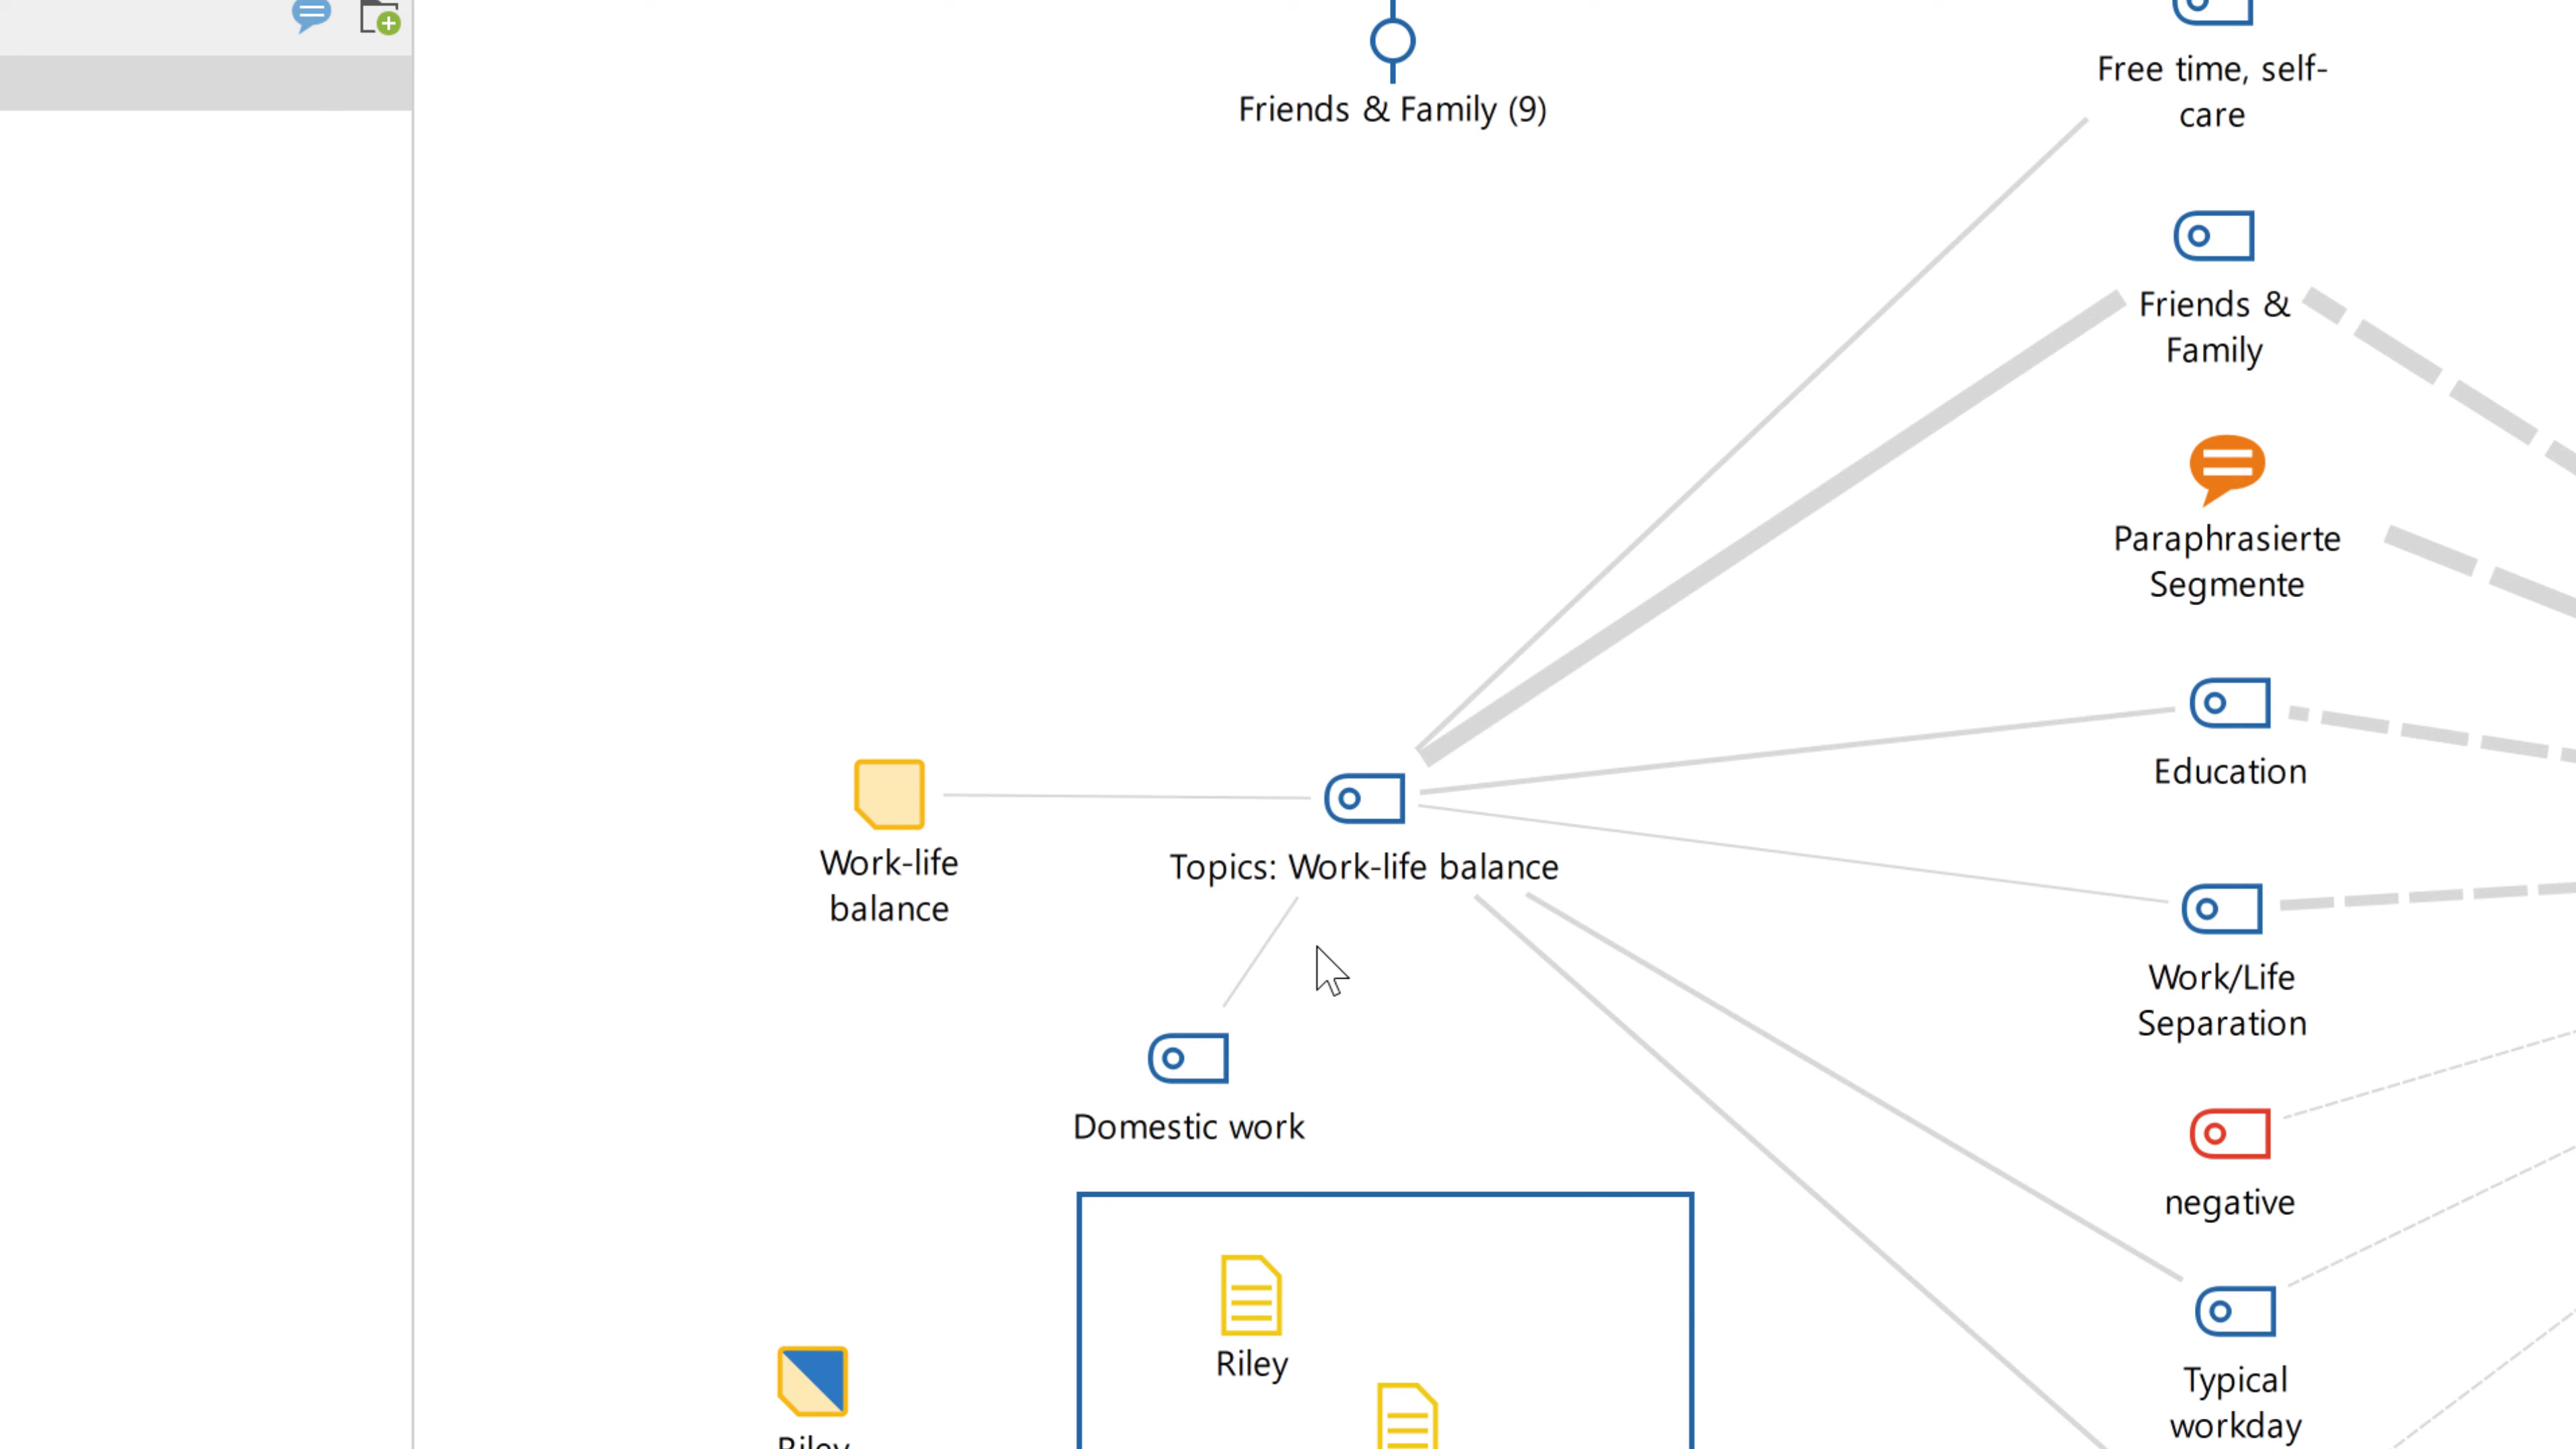 Free time, self-
care
Friends & Family (9)
Friends &
Family
Paraphrasierte
Segmente
Education
Work-life
balance
Topics: Work-life balance
Work/Life
Separation
Domestic work
negative
Riley
Typical
workday
Riley